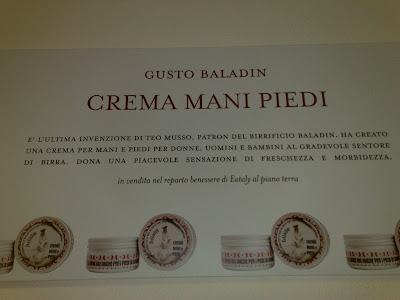 GUSTO BALADIN
CREMA MANI PIEDI
E' L'ULTIMA INVENZIONE DI TEO MUSSO, PATRON DEL BIRRIFICIO BALADIN. HA CREATO
UNA CREMA PER MANI E PIEDI PER DONNE, UOMINI E BAMBINI AL GRADEVOLE SENTORE
DI BIRRA. DONA UNA PIACEVOLE SENSAZIONE DI FRESCHEZZA E MORBIDEZZA.
in vendita nel reparto benessere di Eataly al piano terra